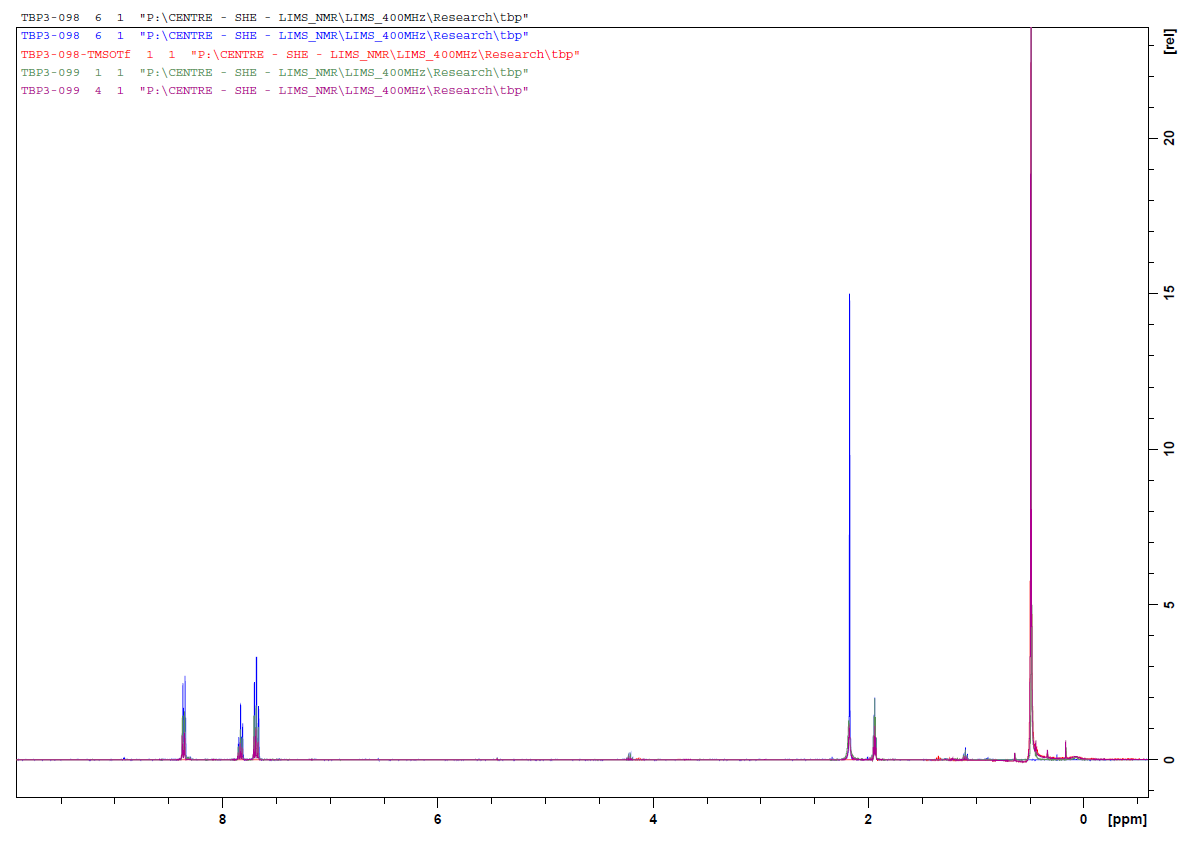 TBP3-098 6 1 "P:\CENTRE - SHE - LIMS_NMR\LIMS_400MHz\Research\tbp"
TBP3-098 6 1 "P:\CENTRE - SHE - LIMS_NMR\LIMS_400MHz\Research\tbp"
TBP3-098-TMSOTf 1 1 "P:\CENTRE - SHE - LIMS_NMR\LIMS_400MHz\Research\tbp"
TBP3-099 1 1 "P:\CENTRE - SHE - LIMS_NMR\LIMS_400MHz\Research\tbp"
TBP3-099 4 1 "P:\CENTRE - SHE - LIMS_NMR\LIMS_400MHz\Research\tbp"
[rel]
20
15
10
5
0
8 6 4 2 0 [ppm]